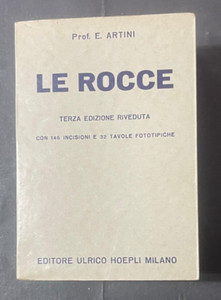 Prof. E. ARTINI
LE ROCCE
TERZA EDIZIONE RIVEDUTA
CON 146 INCISIONI E 32 TAVOLE FOTOTIPICHE
EDITORE ULRICO HOEPLI MILANO